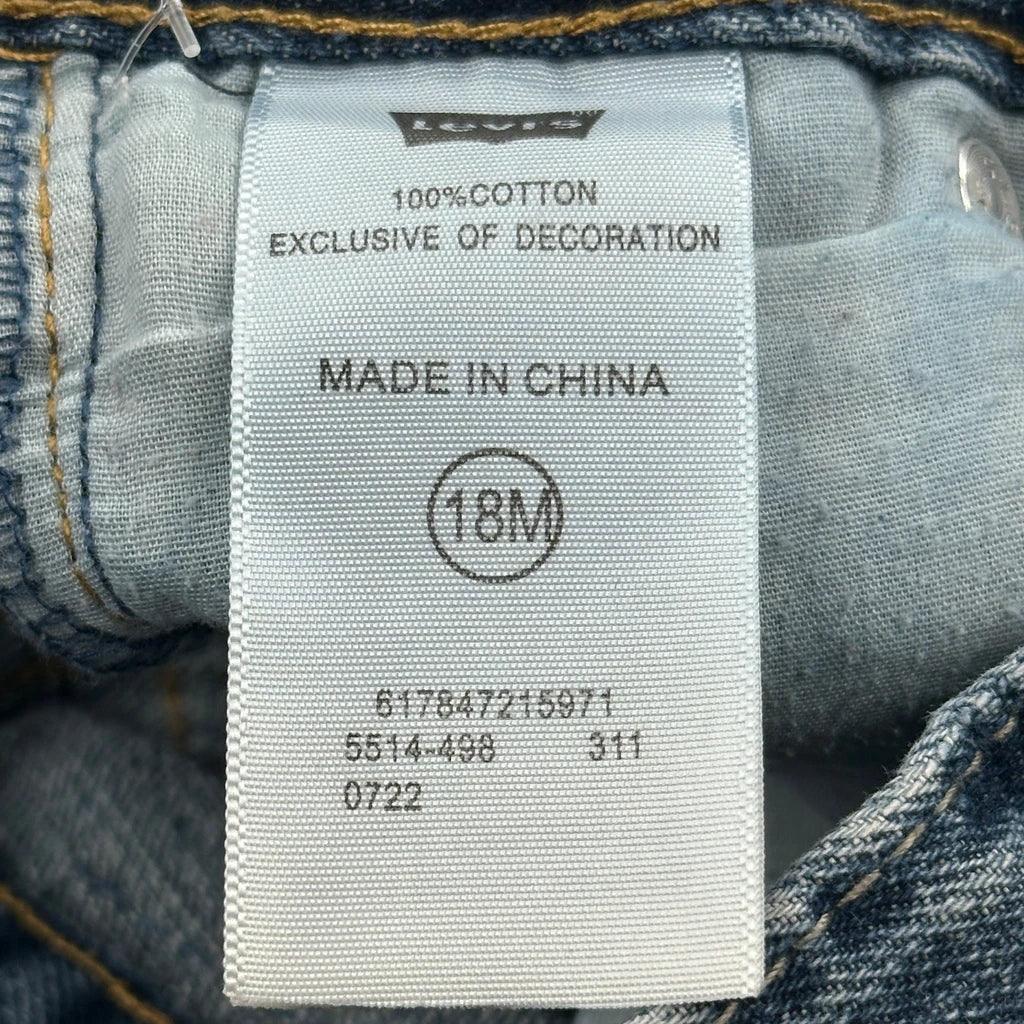 Levi's
100%COTTON
EXCLUSIVE OF DECORATION
MADE IN CHINA
18M
617847215971
5514-498 311
0722